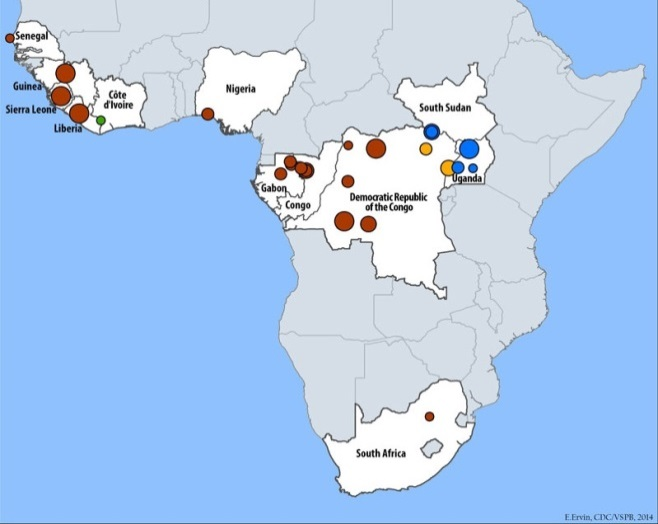 Senegal
Guinea
Sierra Leone
Liberia
Côte
d'Ivoire
Nigeria
South Sudan
Uganda
Gabon
Congo
Democratic Republic
of the Congo
South Africa
E.Ervin, CDC/VSPB, 2014